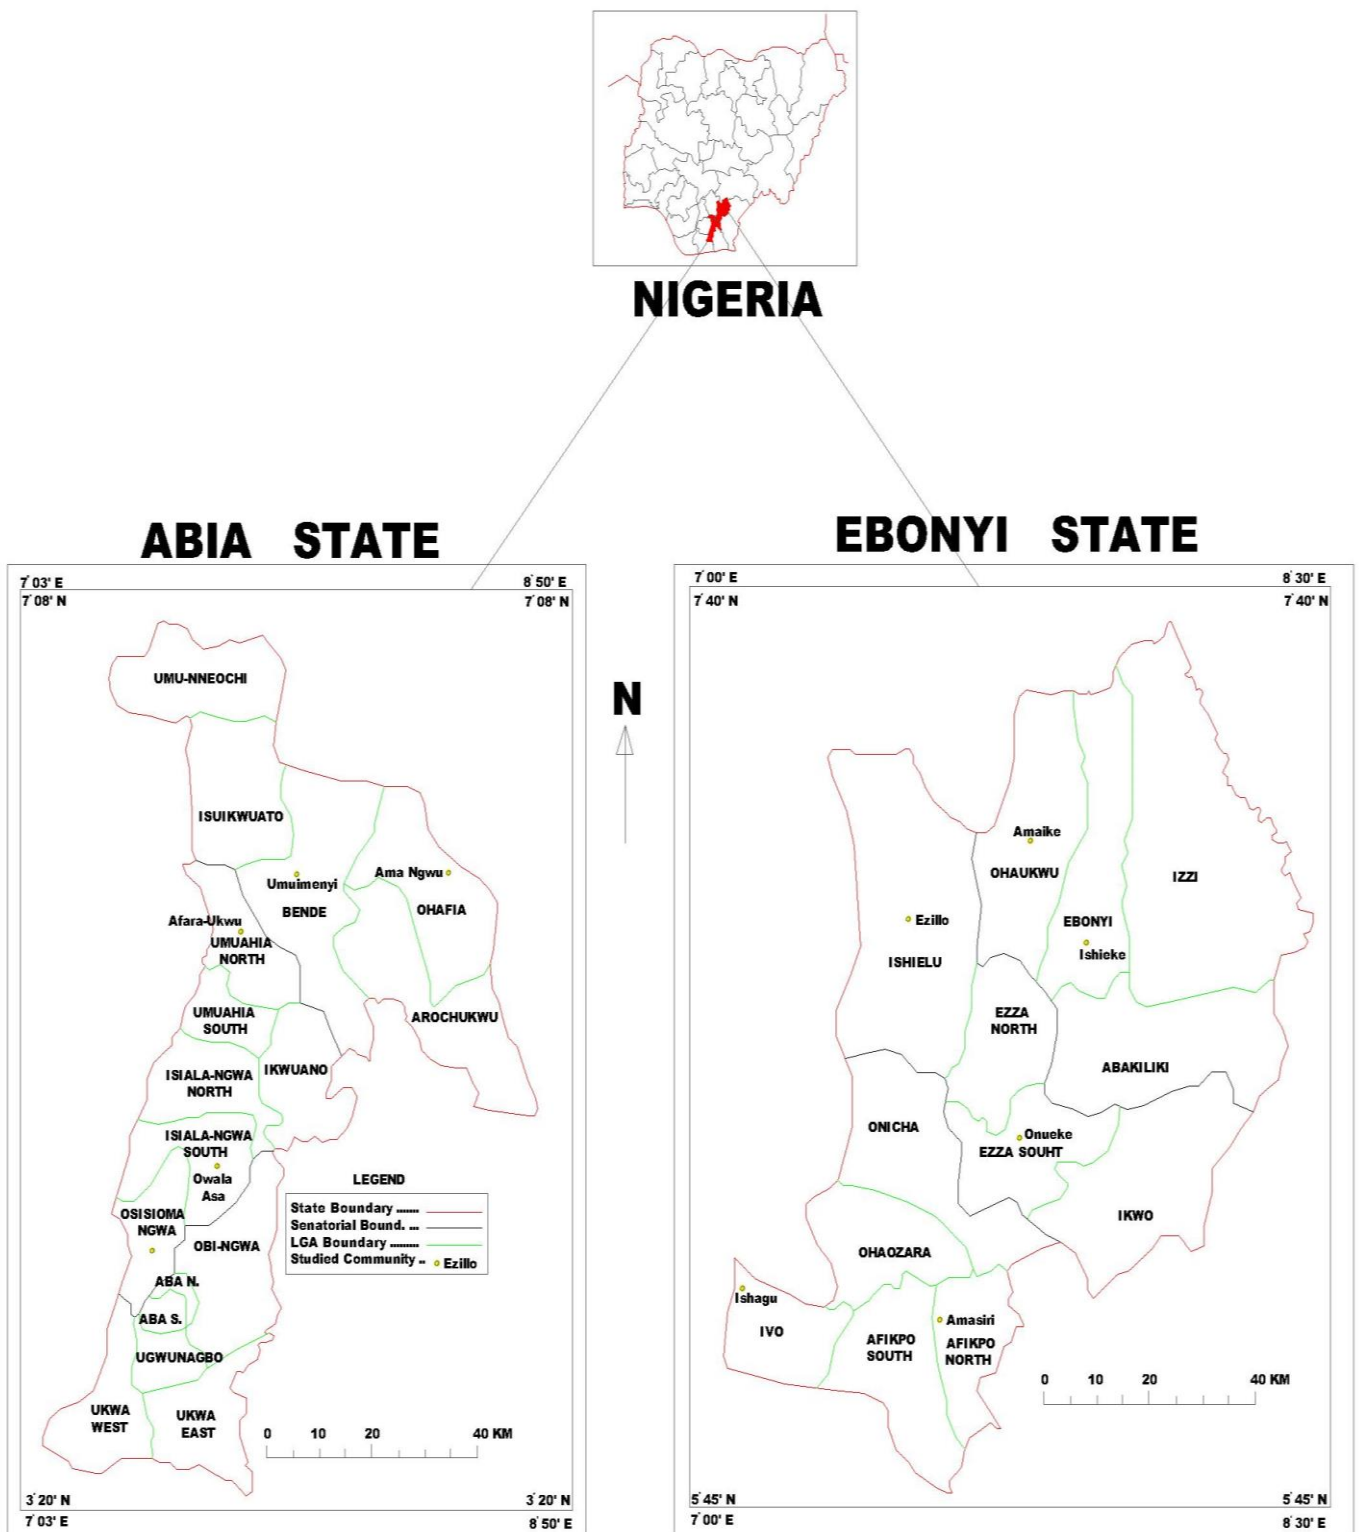 NIGERIA
ABIA STATE
7°03' E
8°50' E
7°08' N
7°08' N
UMU-NNEOCHI
ISUIKWUATO
Umuimenyi
Ama Ngwu
BENDE
OHAFIA
Afara-Ukwu
UMUAHIA
NORTH
UMUAHIA
SOUTH
AROCHUKWU
IKWUANO
ISIALA-NGWA
NORTH
ISIALA-NGWA
SOUTH
Owala
Asa
OSISIOMA
NGWA
OBI-NGWA
ABA N.
ABA S.
UGWUNAGBO
UKWA
WEST
UKWA
EAST
LEGEND
State Boundary .......
Senatorial Bound. ...
LGA Boundary .........
Studied Community ..
Ezillo
0 10 20 40 KM
3°20' N
3°20' N
7°03' E
8°50' E
N
EBONYI STATE
7°00' E
8°30' E
7°40' N
7°40' N
Amaike
OHAUKWU
IZZI
Ezillo
EBONYI
Ishieke
ISHIELU
EZZA
NORTH
ABAKILIKI
ONICHA
Onueke
EZZA SOUHT
IKWO
OHAOZARA
Ishagu
IVO
Amasiri
AFIKPO
SOUTH
AFIKPO
NORTH
0 10 20 40 KM
5°45' N
5°45' N
7°00' E
8°30' E